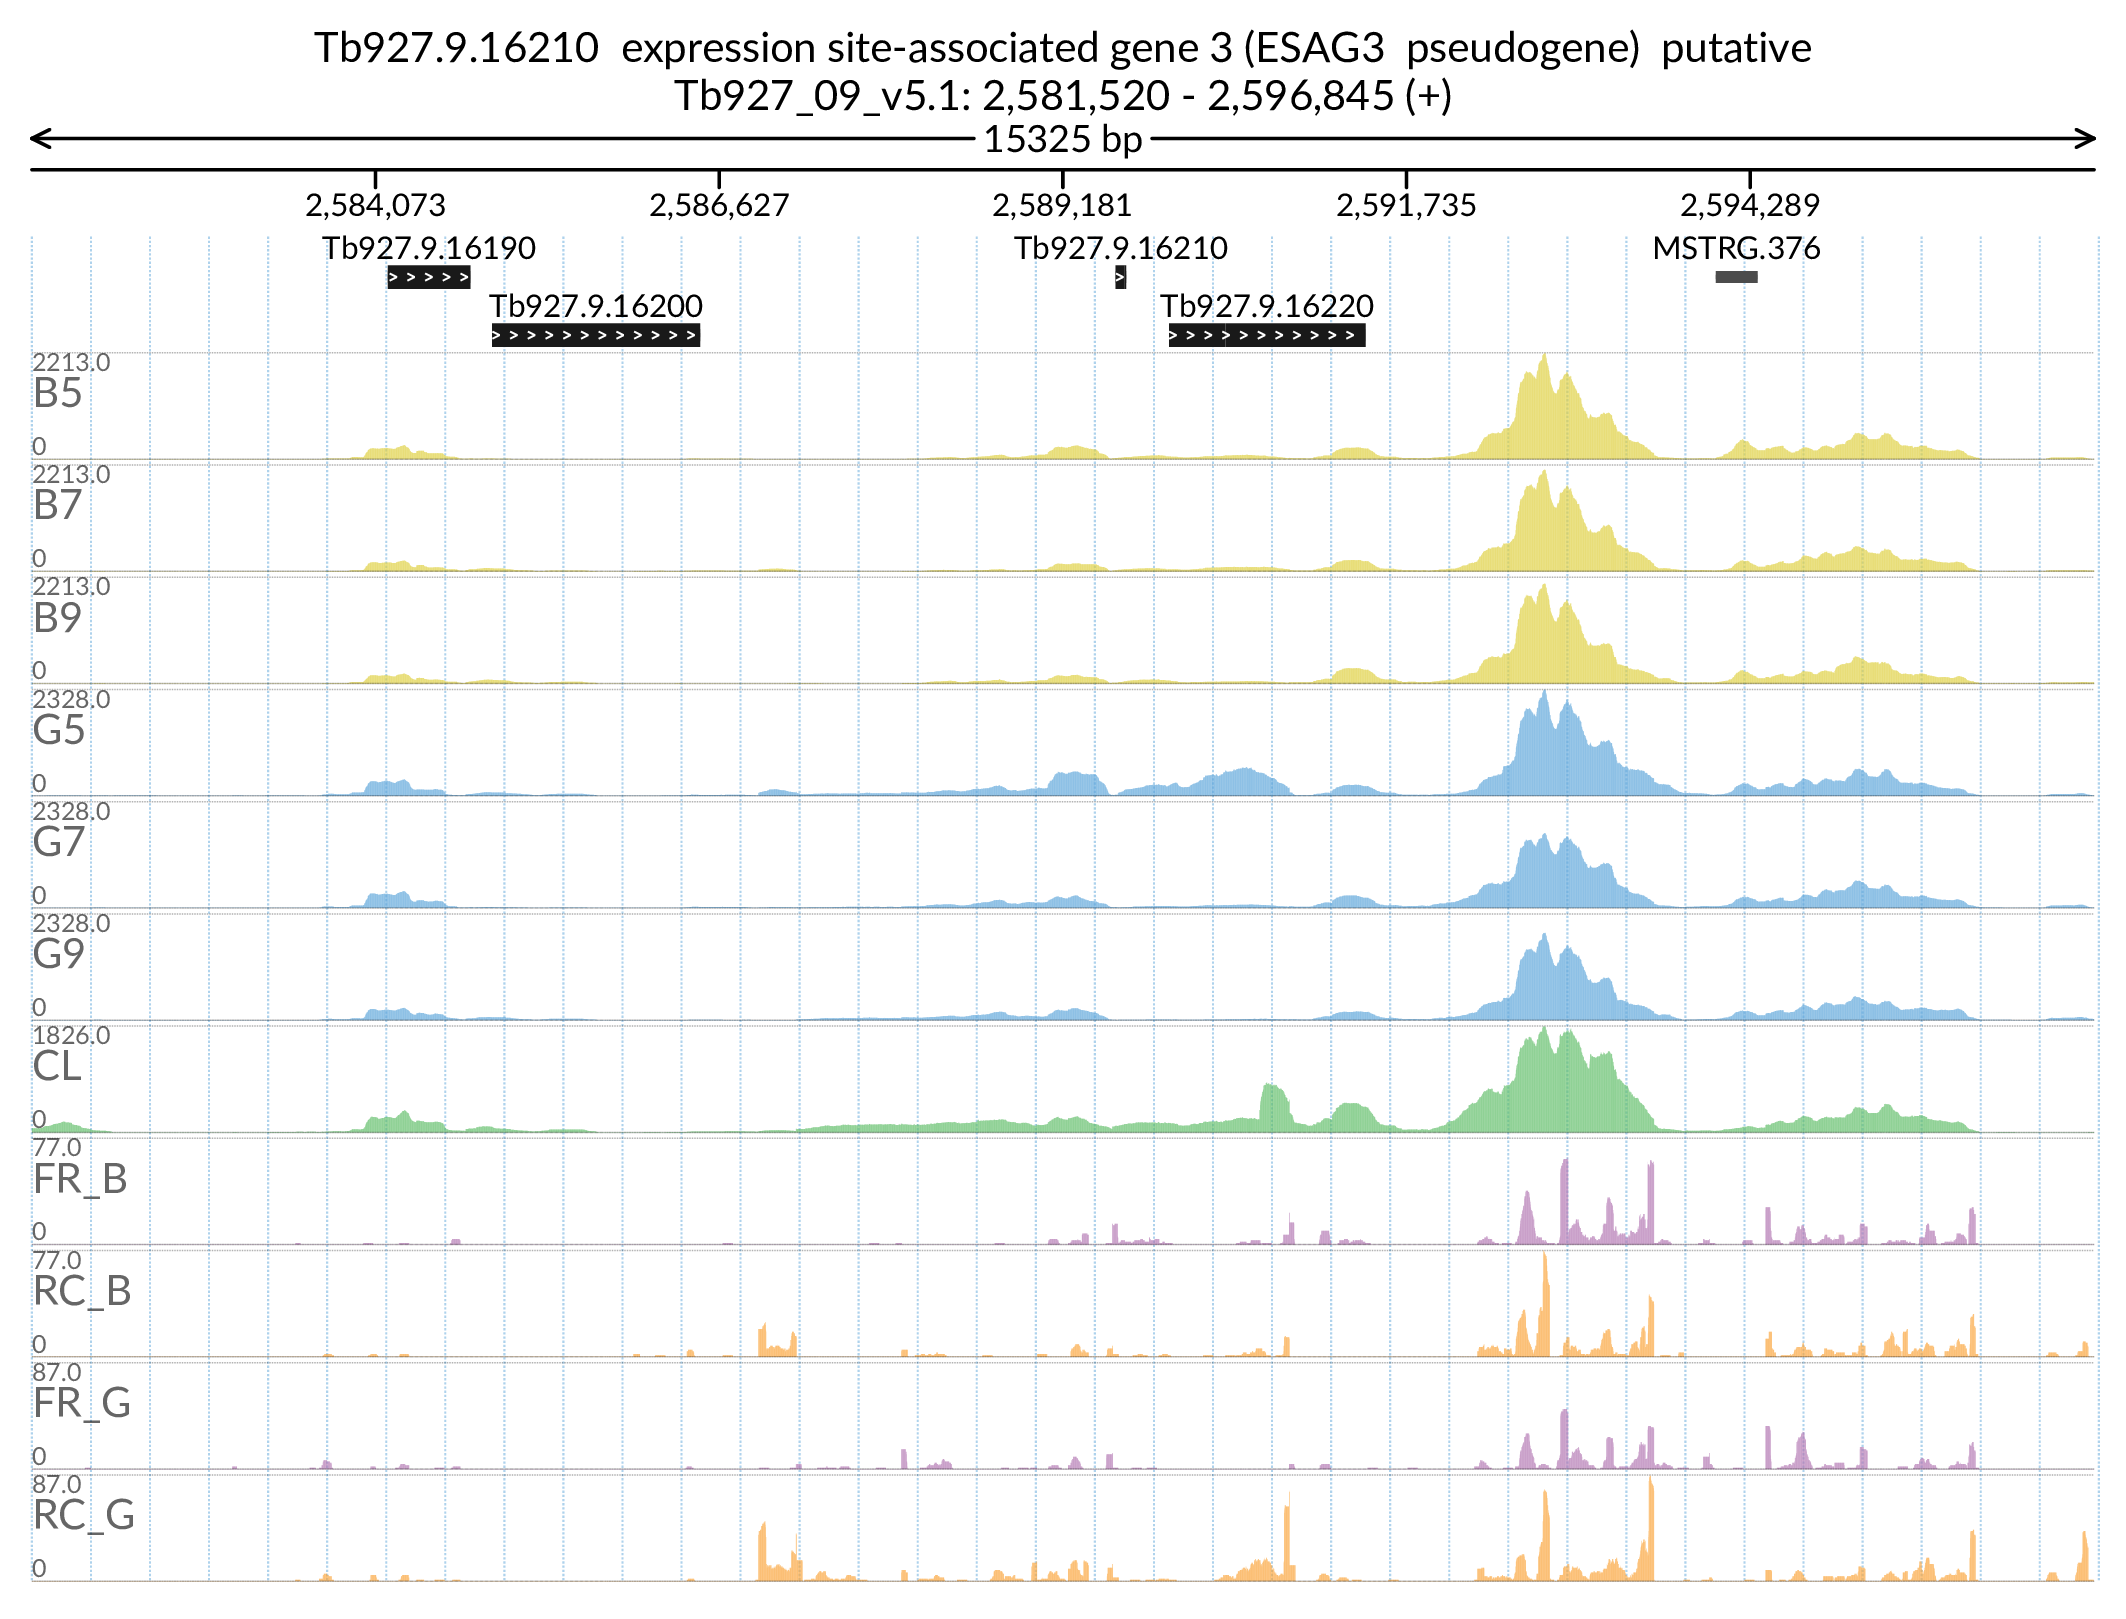 Tb927.9.16210  expression site-associated gene 3 (ESAG3  pseudogene)  putative
Tb927_09_v5.1: 2,581,520 - 2,596,845 (+)
15325 bp
2,584,073 2,586,627 2,589,181 2,591,735 2,594,289
Tb927.9.16190 Tb927.9.16210 MSTRG.376
Tb927.9.16200 Tb927.9.16220
2213.0
B5
0
2213.0
B7
0
2213.0
B9
0
2328.0
G5
0
2328.0
G7
0
2328.0
G9
0
1826.0
CL
0
77.0
FR_B
0
77.0
RC_B
0
87.0
FR_G
0
87.0
RC_G
0